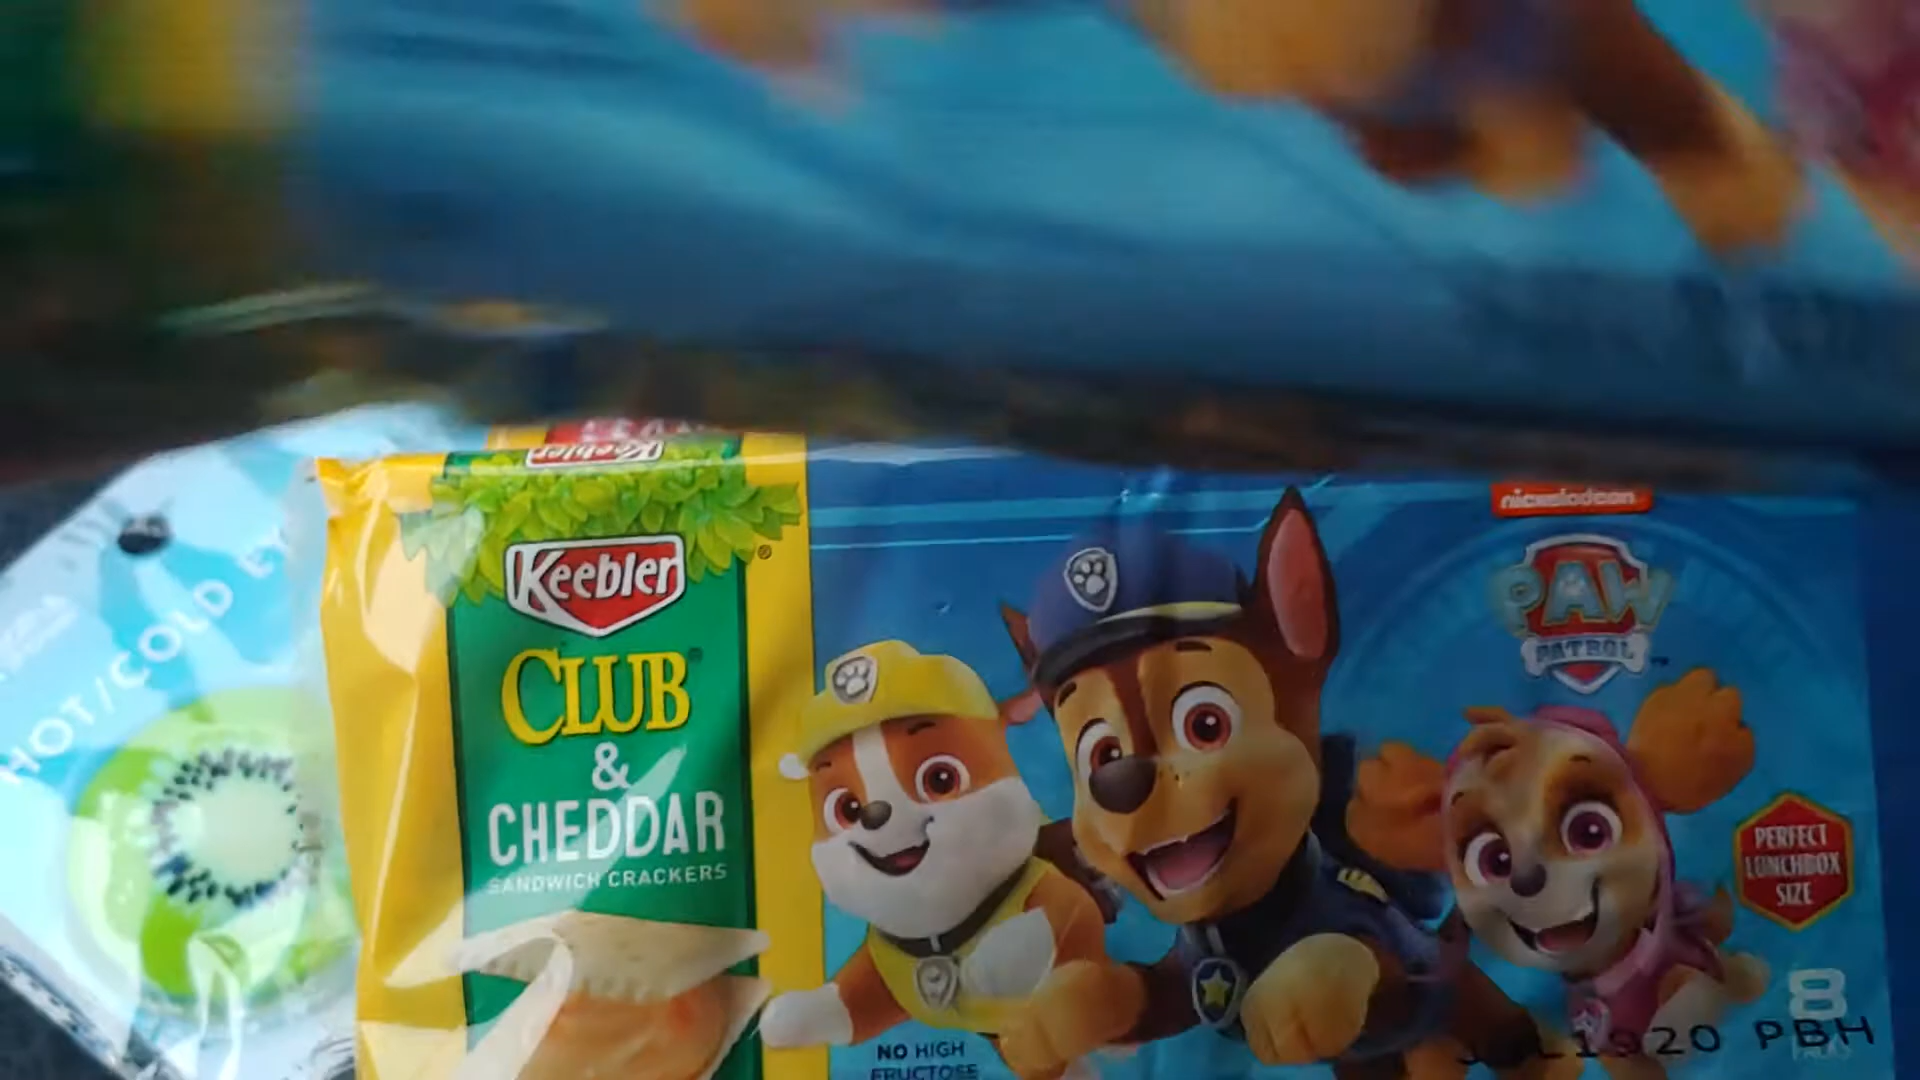 HOT/COLD
Keebler
Keebler
CLUB
&
CHEDDAR
SANDWICH CRACKERS
nickelodeon
PAW
PATROL
PERFECT
LUNCHBOX
SIZE
8
NO HIGH
FRUCTOSE
PBH